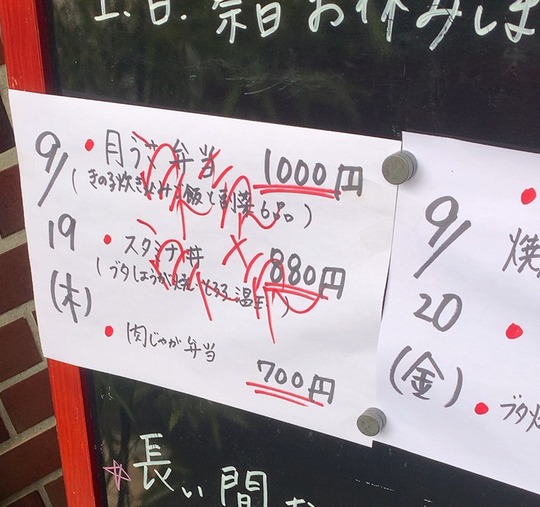 土.日.祭日お休みしま
9/19(木)
・月うさ弁当 1000円
(きのこ炊き込みご飯と副菜6品)
・スタミナ丼 880円
(ブタしょうが焼、とろろ、温玉)
・肉じゃが弁当 700円
9/20(金)
焼
ブタ焼
☆長い間